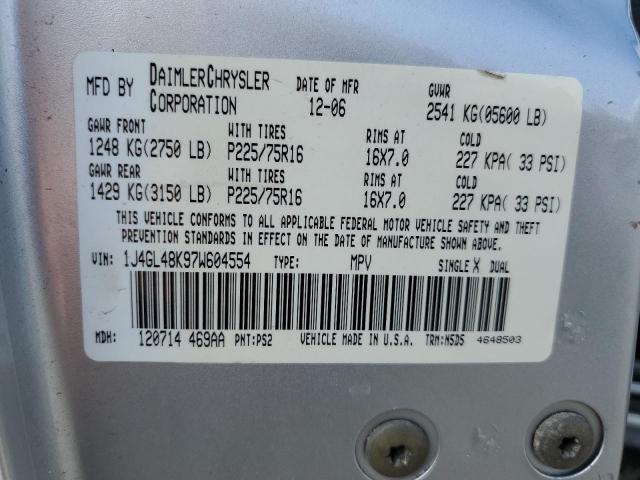 MFD BY DAIMLERCHRYSLER CORPORATION DATE OF MFR 12-06 GVWR 2541 KG(05600 LB)
GAWR FRONT WITH TIRES RIMS AT COLD
1248 KG(2750 LB) P225/75R16 16X7.0 227 KPA( 33 PSI)
GAWR REAR WITH TIRES RIMS AT COLD
1429 KG(3150 LB) P225/75R16 16X7.0 227 KPA( 33 PSI)
THIS VEHICLE CONFORMS TO ALL APPLICABLE FEDERAL MOTOR VEHICLE SAFETY AND THEFT
PREVENTION STANDARDS IN EFFECT ON THE DATE OF MANUFACTURE SHOWN ABOVE.
VIN: 1J4GL48K97W604554 TYPE: MPV SINGLE X DUAL
MDH: 120714 469AA PNT:PS2 VEHICLE MADE IN U.S.A. TRM:N5DS 4648503